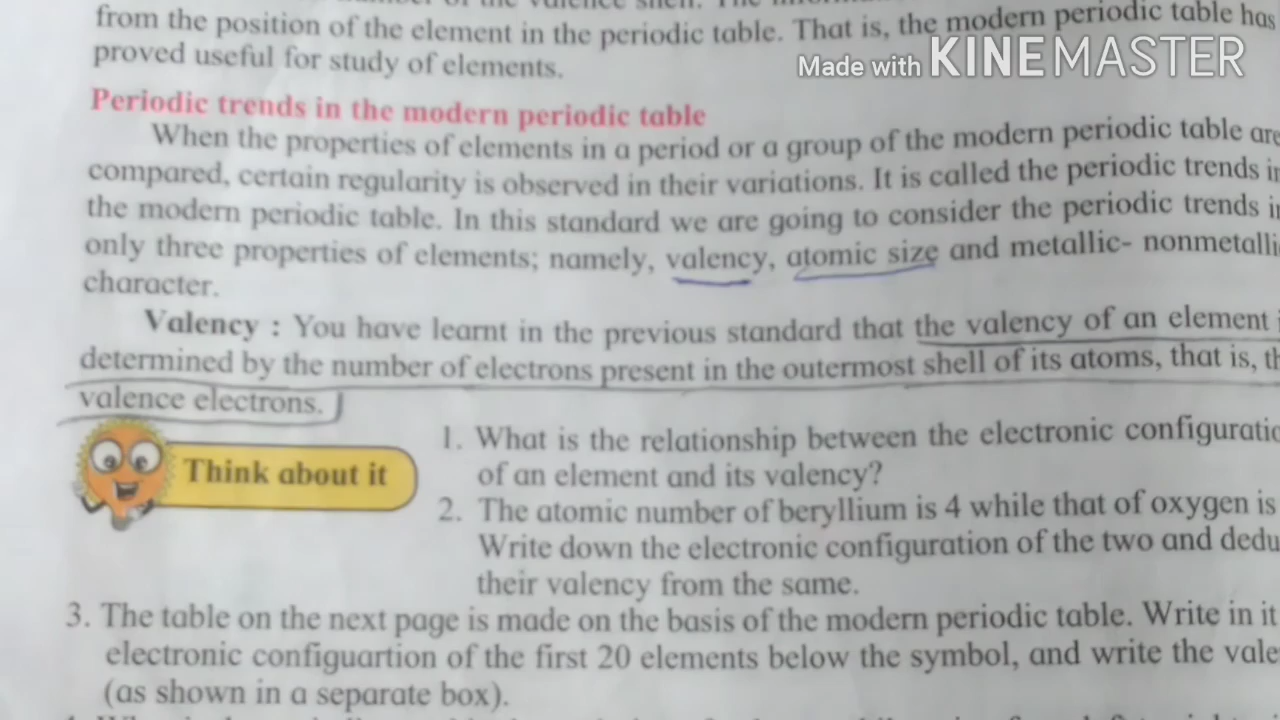 from the position of the element in the periodic table. That is, the modern periodic table has
proved useful for study of elements.
Made with KINEMASTER
Periodic trends in the modern periodic table
When the properties of elements in a period or a group of the modern periodic table are
compared, certain regularity is observed in their variations. It is called the periodic trends in
the modern periodic table. In this standard we are going to consider the periodic trends in
only three properties of elements; namely, valency, atomic size and metallic- nonmetalli
character.
Valency : You have learnt in the previous standard that the valency of an element i
determined by the number of electrons present in the outermost shell of its atoms, that is, th
valence electrons.
Think about it
1. What is the relationship between the electronic configuratio
of an element and its valency?
2. The atomic number of beryllium is 4 while that of oxygen is
Write down the electronic configuration of the two and dedu
their valency from the same.
3. The table on the next page is made on the basis of the modern periodic table. Write in it
electronic configuartion of the first 20 elements below the symbol, and write the vale
(as shown in a separate box).